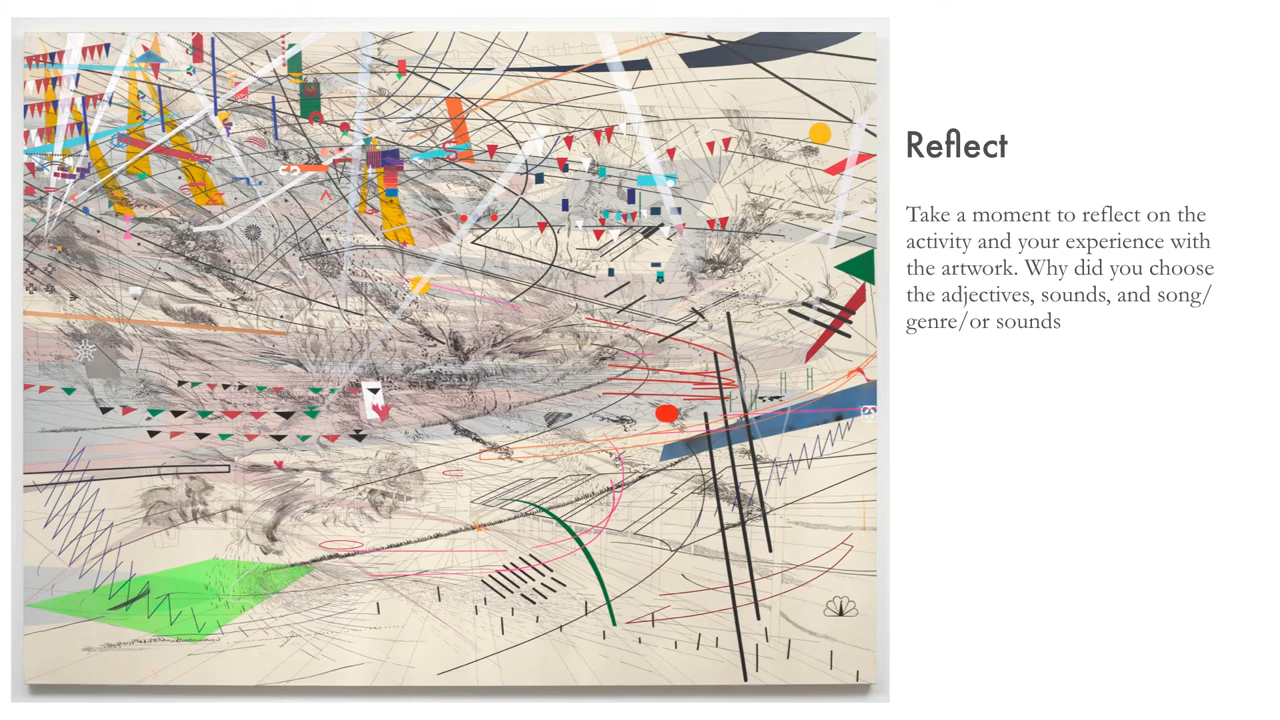 Reflect
Take a moment to reflect on the
activity and your experience with
the artwork. Why did you choose
the adjectives, sounds, and song/
genre/or sounds